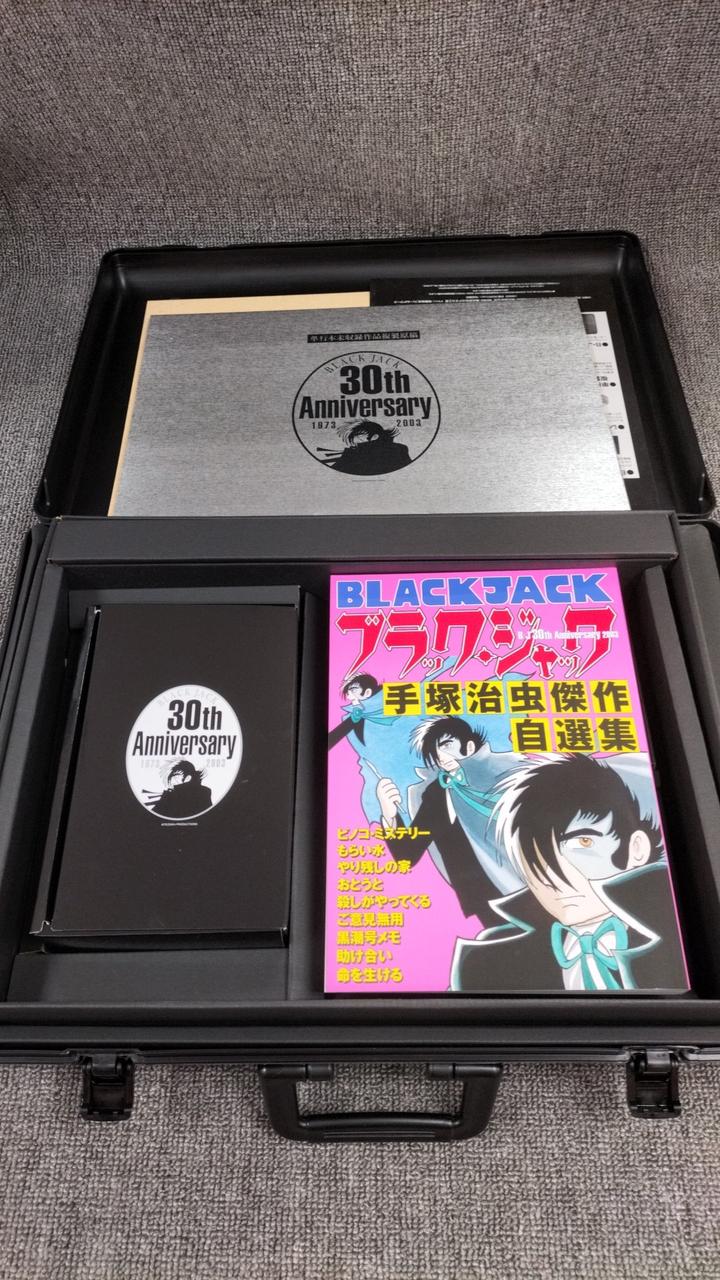 単行本未収録作品複製原稿
BLACK JACK
30th
Anniversary
1973 2003
BLACK JACK
30th
Anniversary
1973 2003
©TEZUKA PRODUCTIONS
BLACK JACK
ブラック・ジャック
B・J 30th Anniversary 2003
手塚治虫傑作
自選集
ピノコ・ミステリー
もらい水
やり残しの家
おとうと
殺しがやってくる
ご意見無用
黒潮号メモ
助け合い
命を生ける